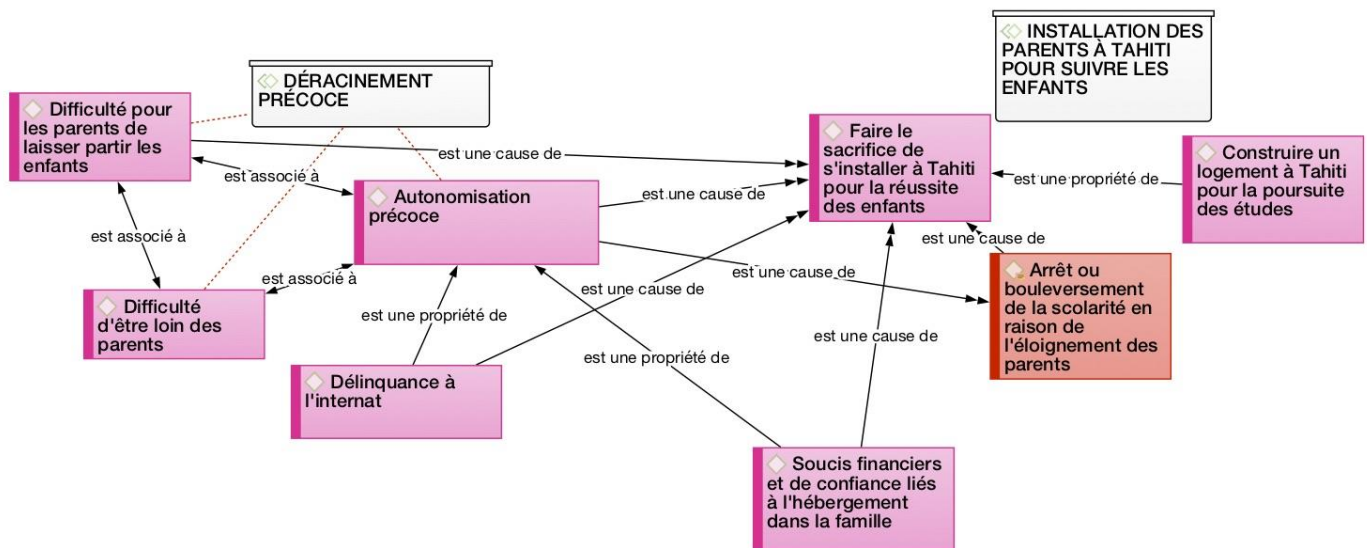 INSTALLATION DES
PARENTS À TAHITI
POUR SUIVRE LES
ENFANTS
DÉRACINEMENT
PRÉCOCE
Difficulté pour
les parents de
laisser partir les
enfants
Faire le
sacrifice de
s'installer à Tahiti
pour la réussite
des enfants
Construire un
logement à Tahiti
pour la poursuite
des études
est une cause de
est associé à
est une propriété de
Autonomisation
précoce
est une cause de
est associé à
est une cause de
est associé à
est une cause de
Arrêt ou
bouleversement
de la scolarité en
raison de
l'éloignement des
parents
Difficulté
d'être loin des
parents
est une cause de
est une propriété de
est une cause de
est une propriété de
Délinquance à
l'internat
Soucis financiers
et de confiance liés
à l'hébergement
dans la famille